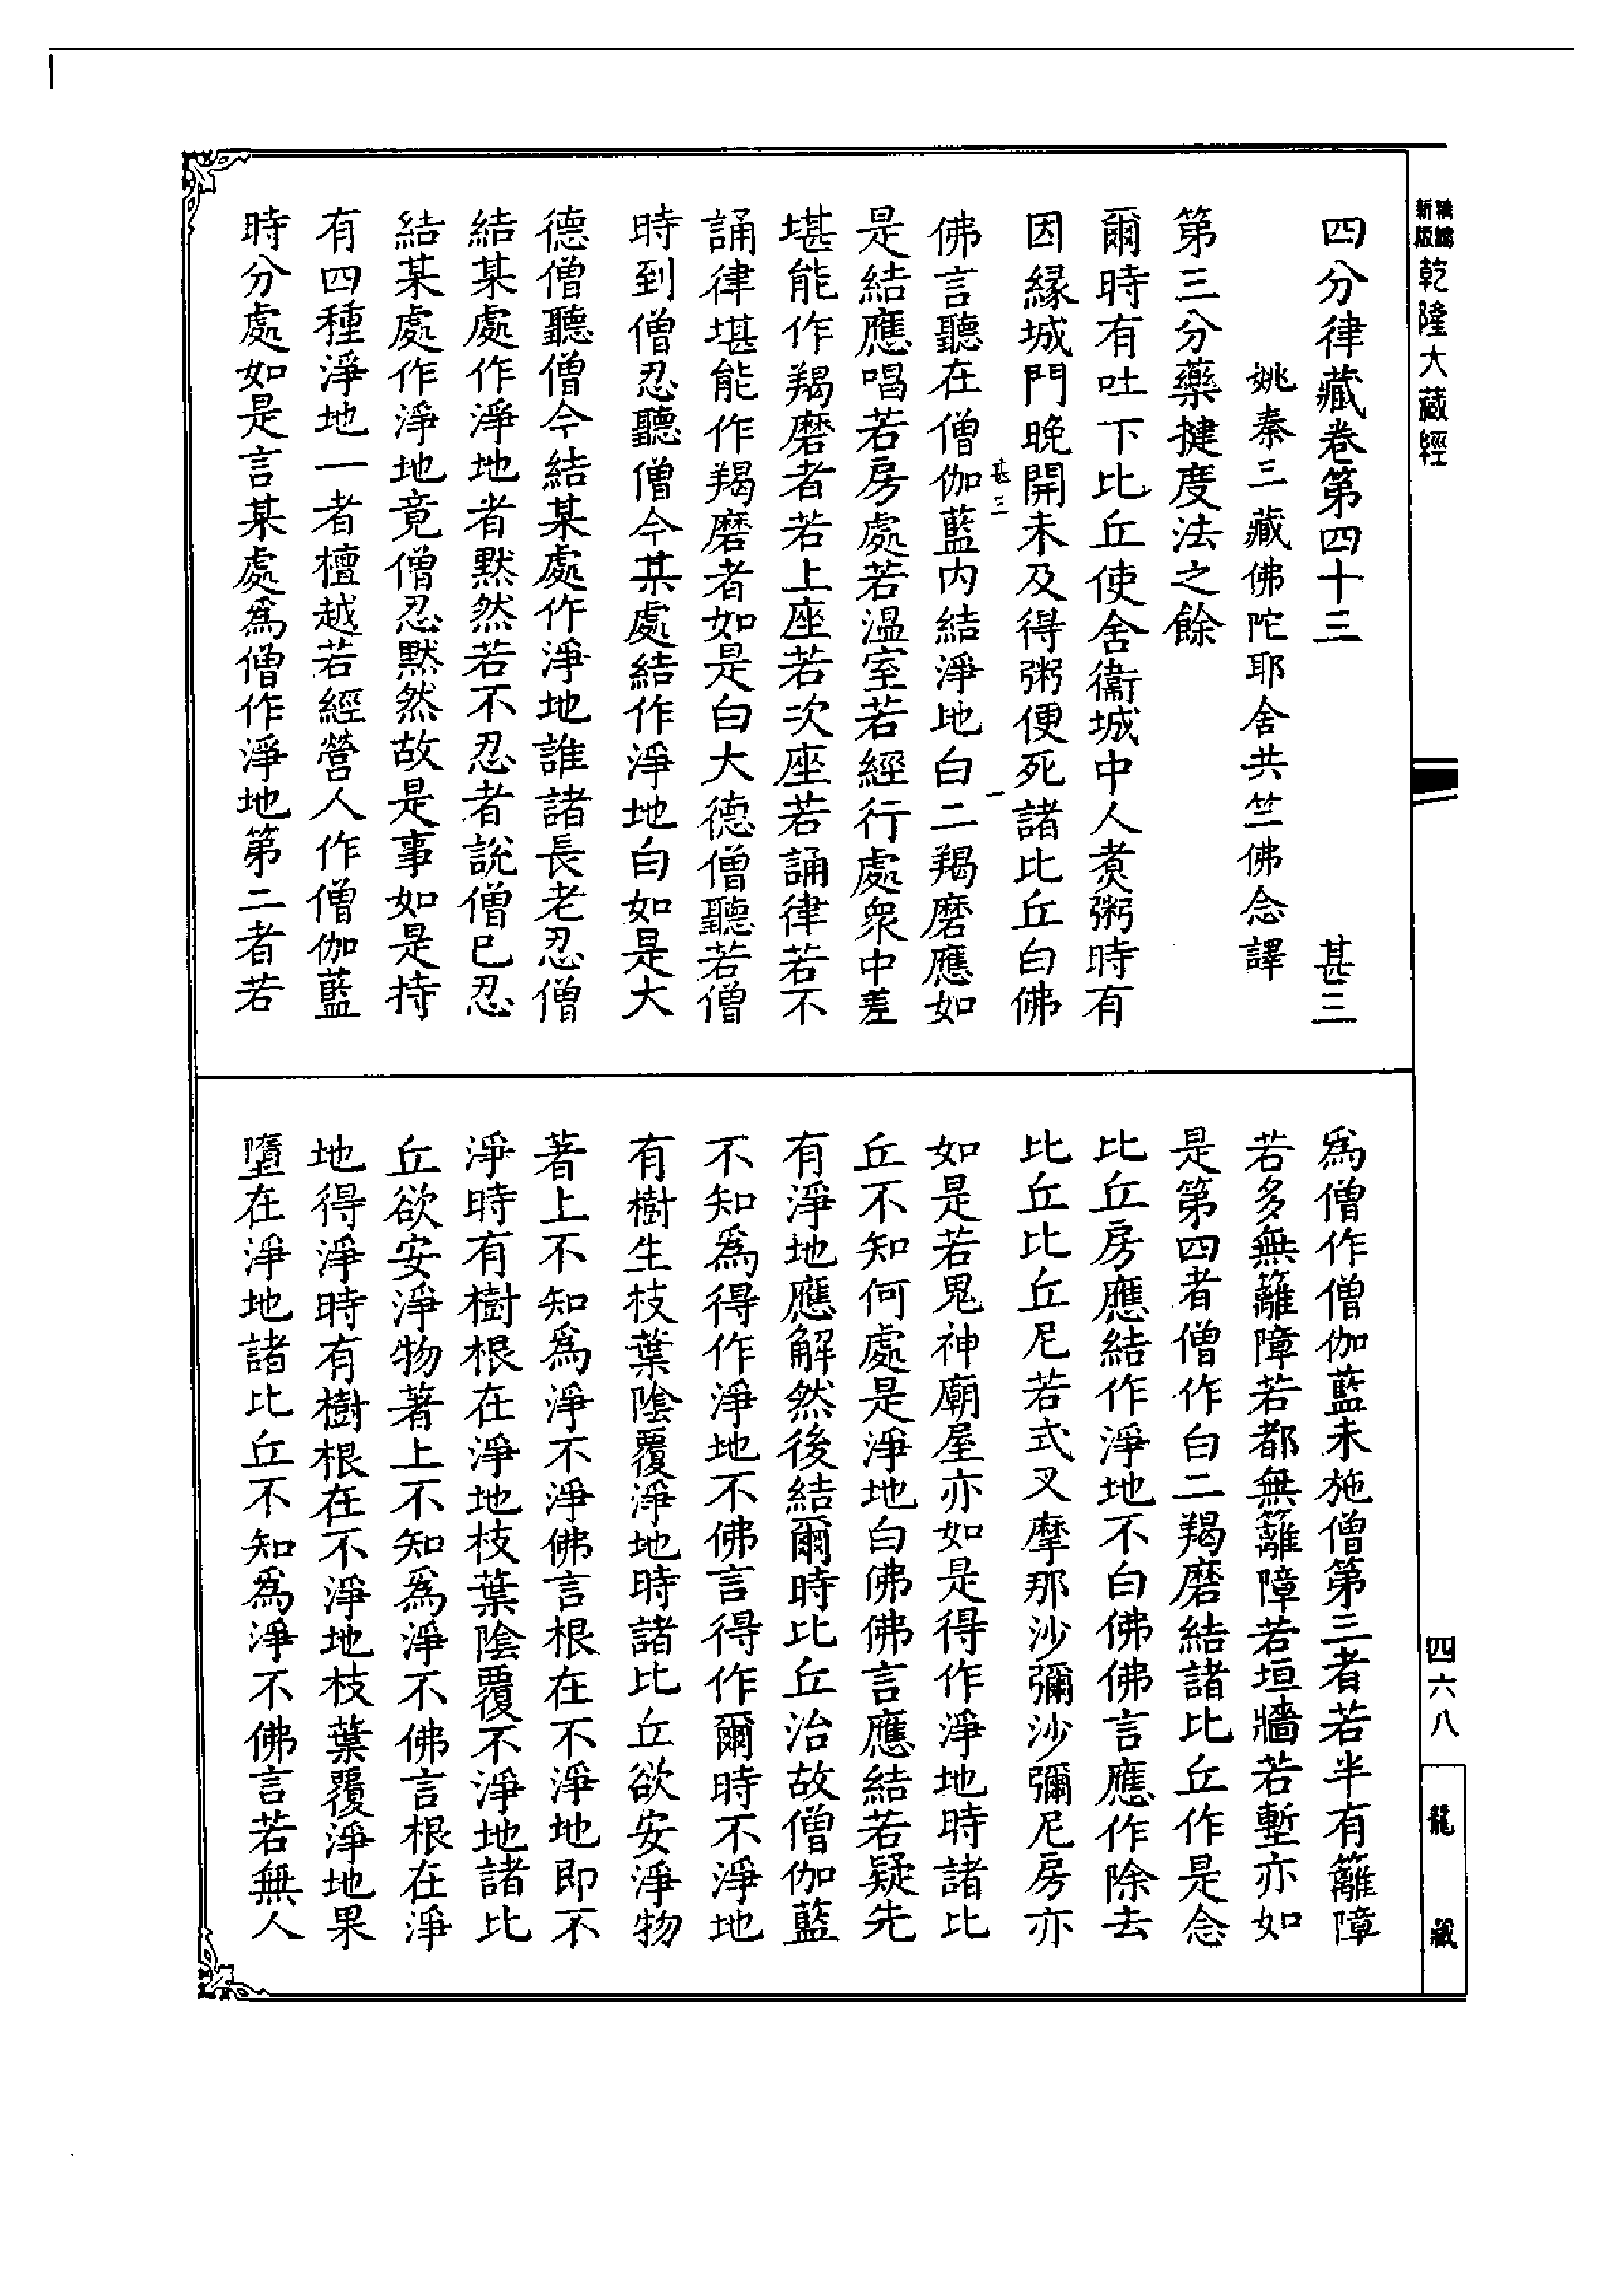 新版
乾隆大藏經
四六八
龍藏
四分律藏卷第四十三 甚三
姚秦三藏佛陀耶舍共竺佛念譯
第三分藥揵度法之餘
爾時有吐下比丘使舍衞城中人煑粥時有
因緣城門晚開未及得粥便死諸比丘白佛
甚三 一
佛言聽在僧伽藍内結淨地白二羯磨應如
是結應唱若房處若溫室若經行處衆中差
堪能作羯磨者若上座若次座若誦律若不
誦律堪能作羯磨者如是白大德僧聽若僧
時到僧忍聽僧今某處結作淨地白如是大
德僧聽僧今結某處作淨地誰諸長老忍僧
結某處作淨地者默然若不忍者說僧已忍
結某處作淨地竟僧忍默然故是事如是持
有四種淨地一者檀越若經營人作僧伽藍
時分處如是言某處爲僧作淨地第二者若
爲僧作僧伽藍未施僧第三者若半有籬障
若多無籬障若都無籬障若垣牆若塹亦如
是第四者僧作白二羯磨結諸比丘作是念
比丘房應結作淨地不白佛佛言應作除去
比丘比丘尼若式叉摩那沙彌沙彌尼房亦
如是若鬼神廟屋亦如是得作淨地時諸比
丘不知何處是淨地白佛佛言應結若疑先
有淨地應解然後結爾時比丘治故僧伽藍
不知爲得作淨地不佛言得作爾時不淨地
有樹生枝葉陰覆淨地時諸比丘欲安淨物
著上不知爲淨不淨佛言根在不淨地即不
淨時有樹根在淨地枝葉陰覆不淨地諸比
丘欲安淨物著上不知爲淨不佛言根在淨
地得淨時有樹根在不淨地枝葉覆淨地果
墮在淨地諸比丘不知爲淨不佛言若無人